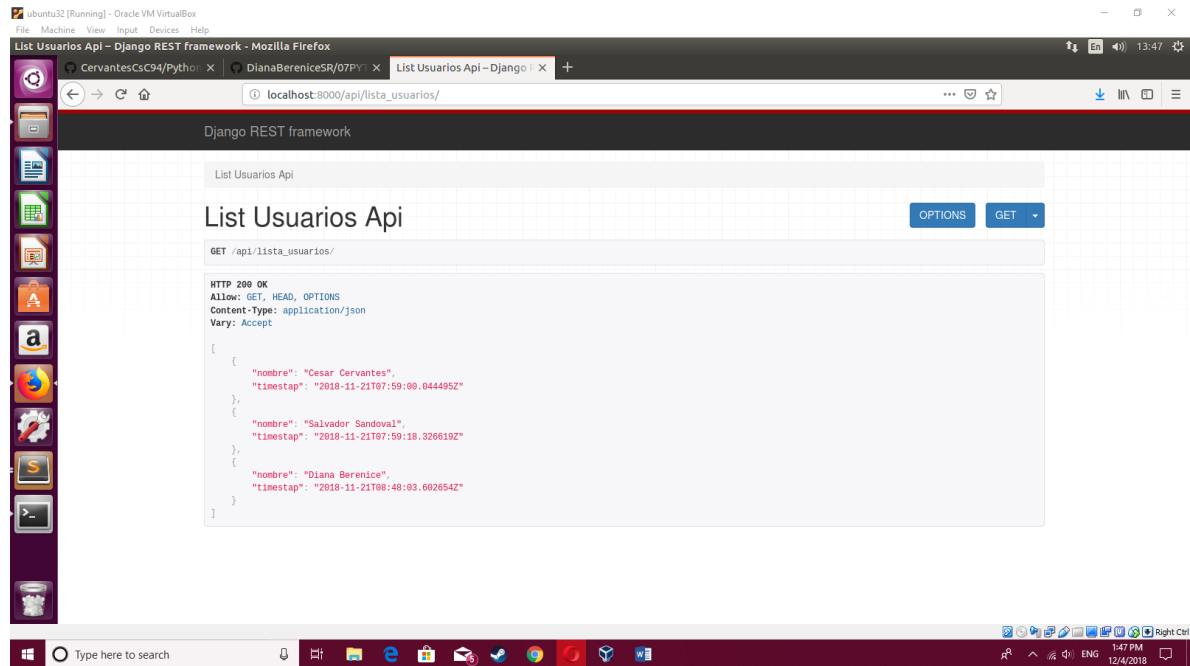 ubuntu32 [Running] - Oracle VM VirtualBox
File Machine View Input Devices Help
List Usuarios Api – Django REST framework - Mozilla Firefox
En 13:47
CervantesCsC94/Python
DianaBereniceSR/07PYT
List Usuarios Api – Django
localhost:8000/api/lista_usuarios/
Django REST framework
List Usuarios Api
List Usuarios Api
OPTIONS
GET
GET /api/lista_usuarios/
HTTP 200 OK
Allow: GET, HEAD, OPTIONS
Content-Type: application/json
Vary: Accept
[
{
"nombre": "Cesar Cervantes",
"timestap": "2018-11-21T07:59:00.044495Z"
},
{
"nombre": "Salvador Sandoval",
"timestap": "2018-11-21T07:59:18.326619Z"
},
{
"nombre": "Diana Berenice",
"timestap": "2018-11-21T08:48:03.602654Z"
}
]
Right Ctrl
Type here to search
ENG
1:47 PM
12/4/2018